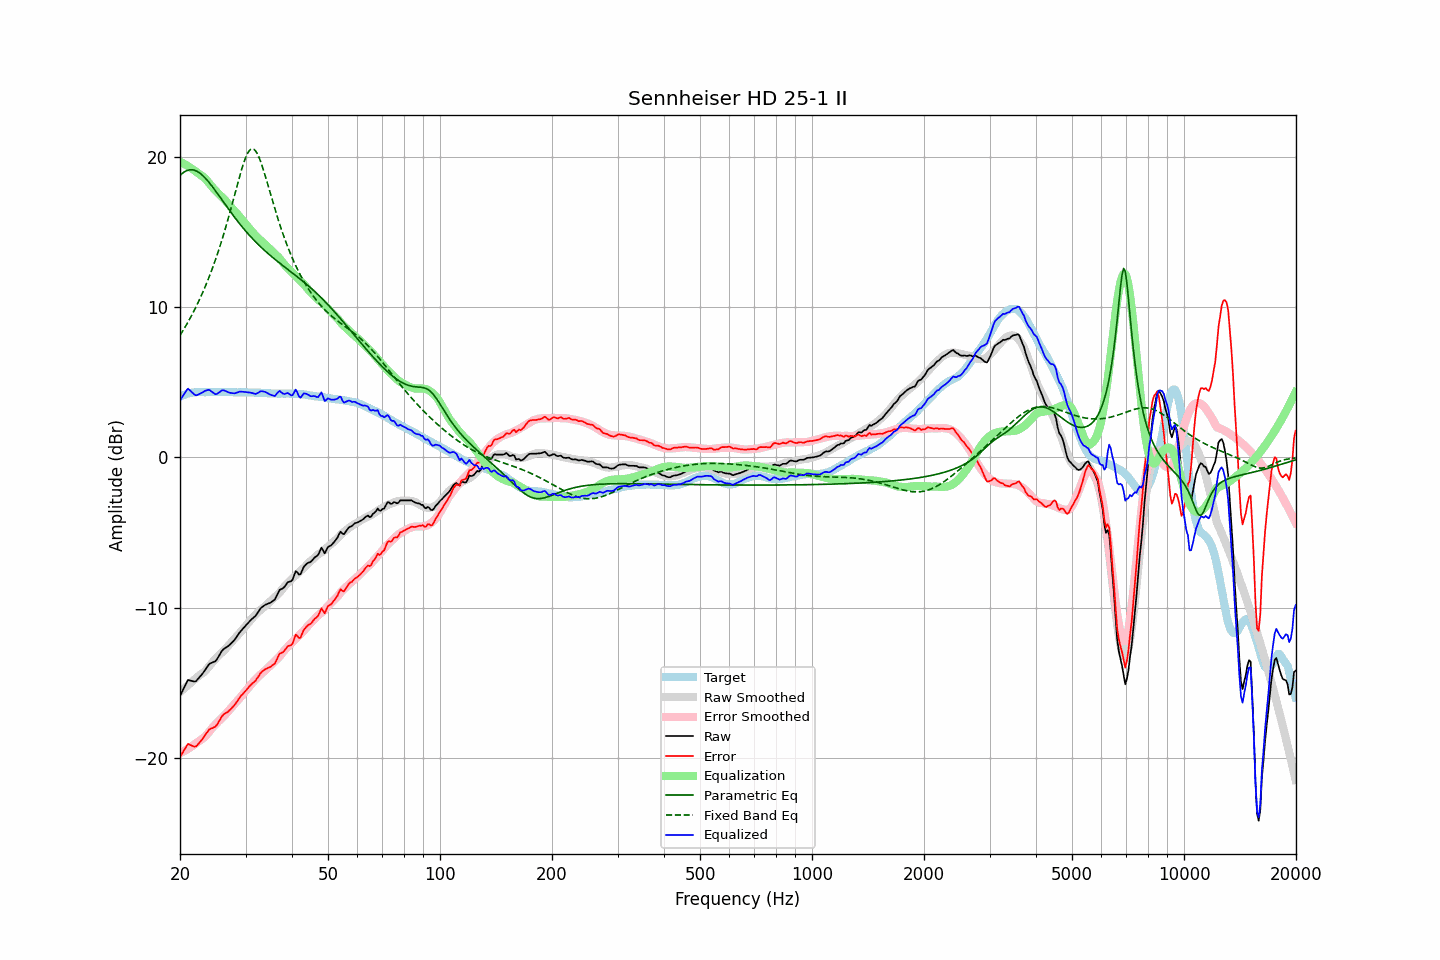 Sennheiser HD 25-1 II
20
10
0
−10
−20
Amplitude (dBr)
Target
Raw Smoothed
Error Smoothed
Raw
Error
Equalization
Parametric Eq
Fixed Band Eq
Equalized
20 50 100 200 500 1000 2000 5000 10000 20000
Frequency (Hz)